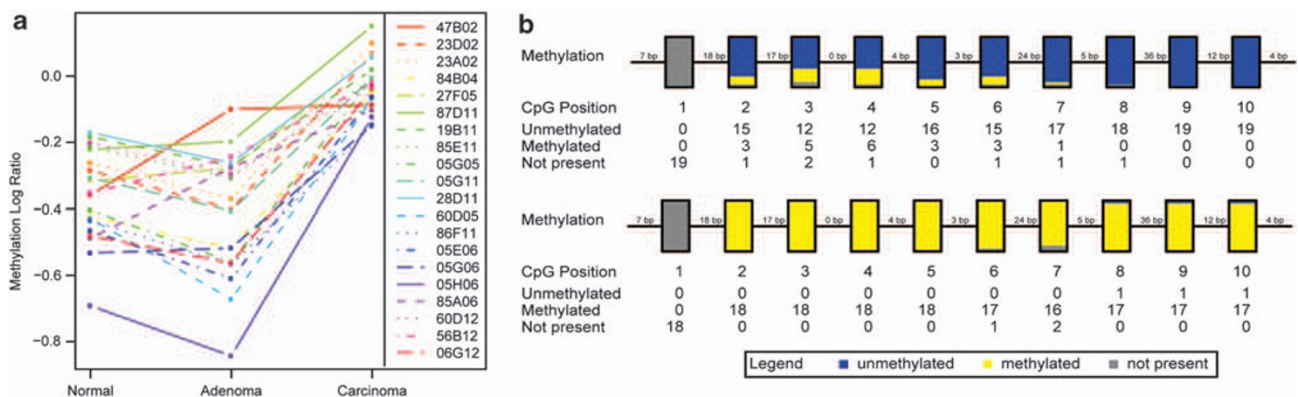 a
Methylation Log Ratio
0.0
−0.2
−0.4
−0.6
−0.8
Normal Adenoma Carcinoma
47B02
23D02
23A02
84B04
27F05
87D11
19B11
85E11
05G05
05G11
28D11
60D05
86F11
05E06
05G06
05H06
85A06
60D12
56B12
06G12
b
Methylation 7 bp 18 bp 17 bp 0 bp 4 bp 3 bp 24 bp 5 bp 36 bp 12 bp 4 bp
CpG Position 1 2 3 4 5 6 7 8 9 10
Unmethylated 0 15 12 12 16 15 17 18 19 19
Methylated 0 3 5 6 3 3 1 0 0 0
Not present 19 1 2 1 0 1 1 1 0 0
Methylation 7 bp 18 bp 17 bp 0 bp 4 bp 3 bp 24 bp 5 bp 36 bp 12 bp 4 bp
CpG Position 1 2 3 4 5 6 7 8 9 10
Unmethylated 0 0 0 0 0 0 0 1 1 1
Methylated 0 18 18 18 18 17 16 17 17 17
Not present 18 0 0 0 0 1 2 0 0 0
Legend unmethylated methylated not present